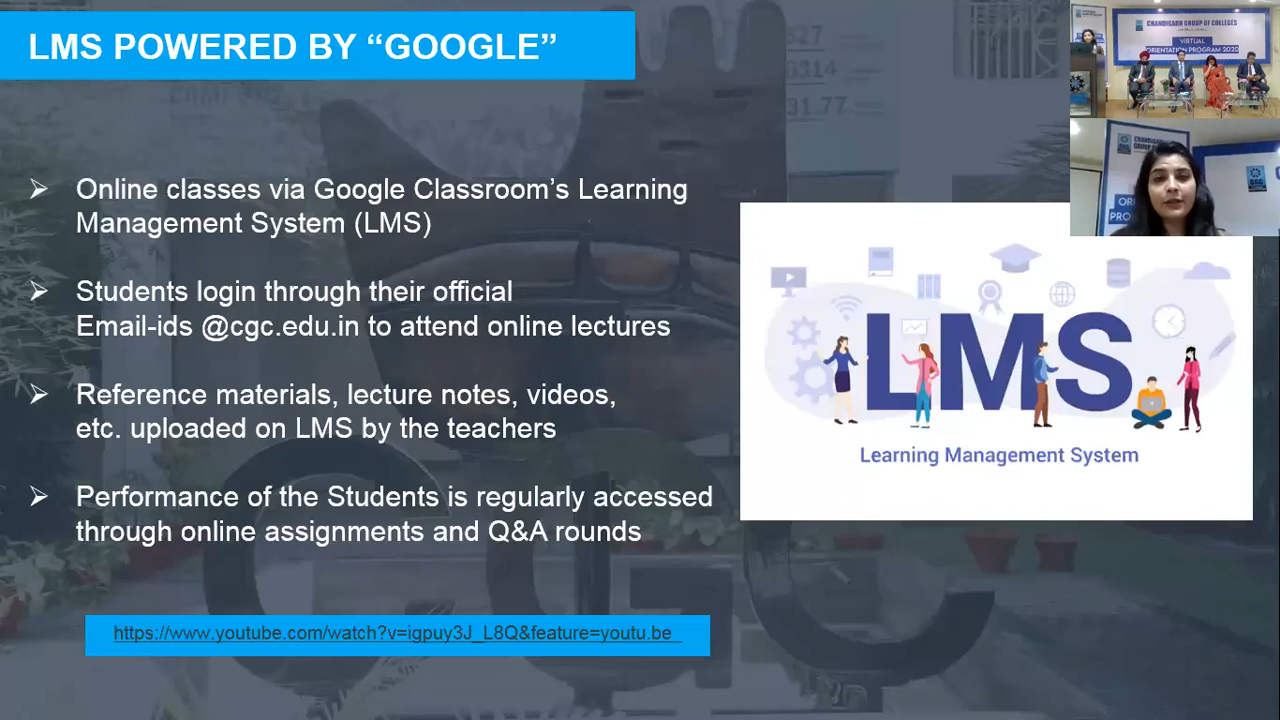 LMS POWERED BY “GOOGLE”
CHANDIGARH GROUP OF COLLEGES
VIRTUAL
ORIENTATION PROGRAM 2020
➢ Online classes via Google Classroom’s Learning
Management System (LMS)
➢ Students login through their official
Email-ids @cgc.edu.in to attend online lectures
➢ Reference materials, lecture notes, videos,
etc. uploaded on LMS by the teachers
➢ Performance of the Students is regularly accessed
through online assignments and Q&A rounds
https://www.youtube.com/watch?v=igpuy3J_L8Q&feature=youtu.be
LMS
Learning Management System
CGC